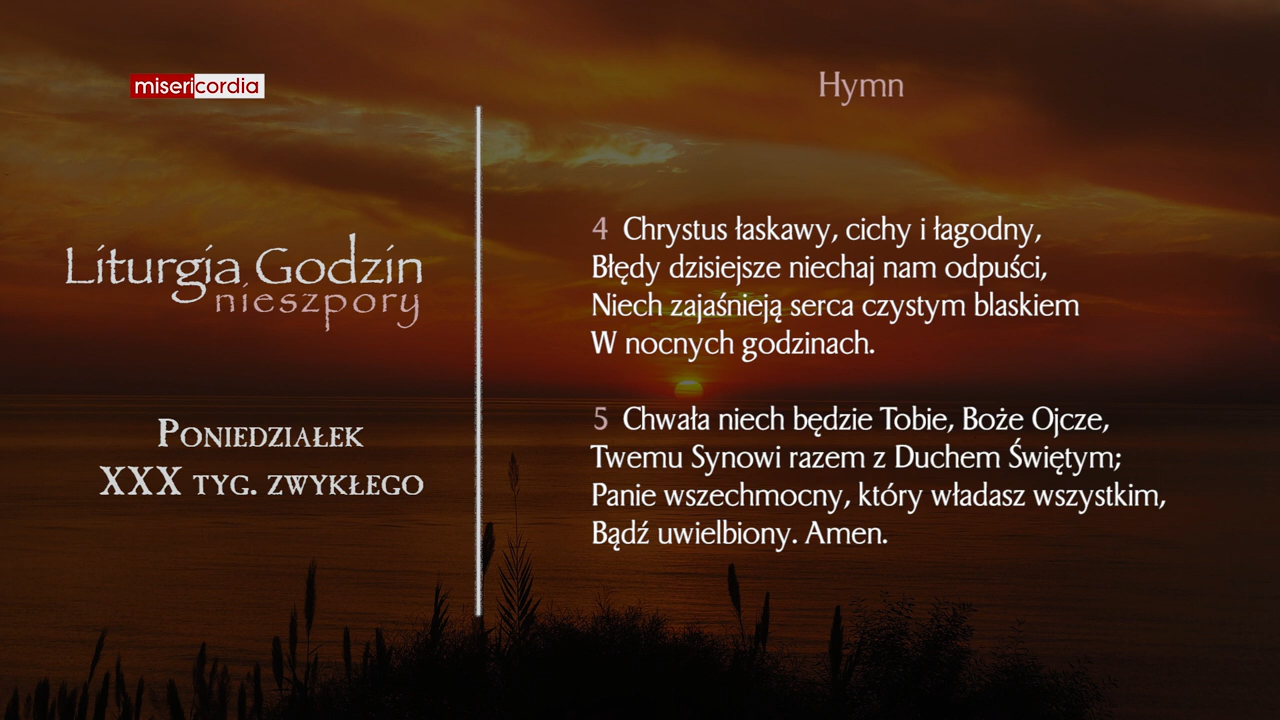 misericordia
Liturgia Godzin
nieszpory
Poniedziałek
XXX tyg. zwykłego
Hymn
4 Chrystus łaskawy, cichy i łagodny,
Błędy dzisiejsze niechaj nam odpuści,
Niech zajaśnieją serca czystym blaskiem
W nocnych godzinach.
5 Chwała niech będzie Tobie, Boże Ojcze,
Twemu Synowi razem z Duchem Świętym;
Panie wszechmocny, który władasz wszystkim,
Bądź uwielbiony. Amen.